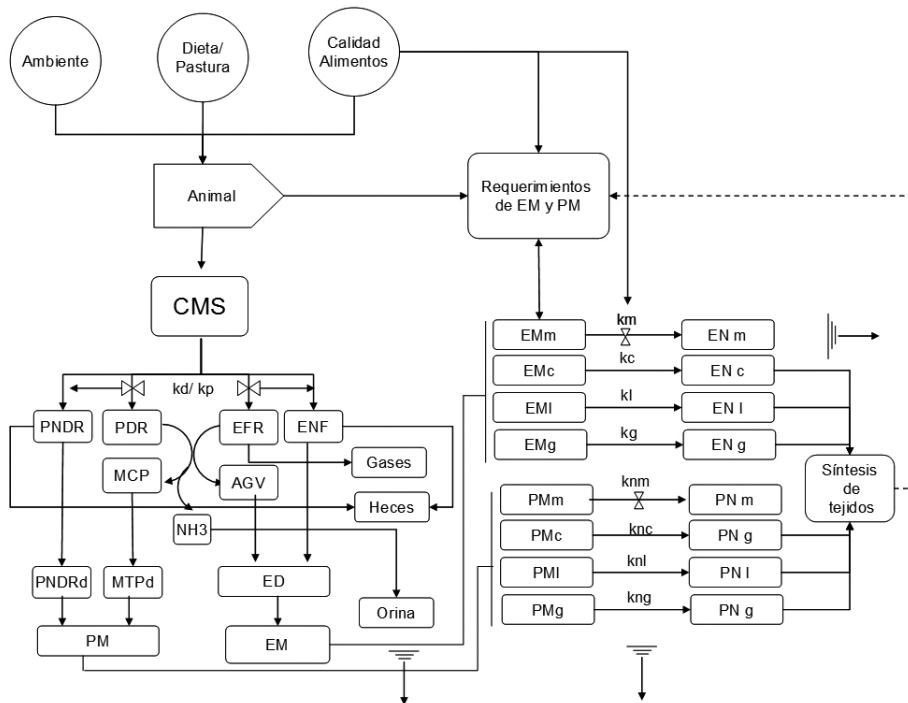 Ambiente
Dieta/
Pastura
Calidad
Alimentos
Animal
Requerimientos
de EM y PM
CMS
kd/ kp
PNDR
PDR
EFR
ENF
MCP
AGV
Gases
Heces
NH3
PNDRd
MTPd
ED
Orina
PM
EM
EMm
km
EN m
EMc
kc
EN c
EMl
kl
EN l
EMg
kg
EN g
Síntesis
de
tejidos
PMm
knm
PN m
PMc
knc
PN g
PMl
knl
PN l
PMg
kng
PN g